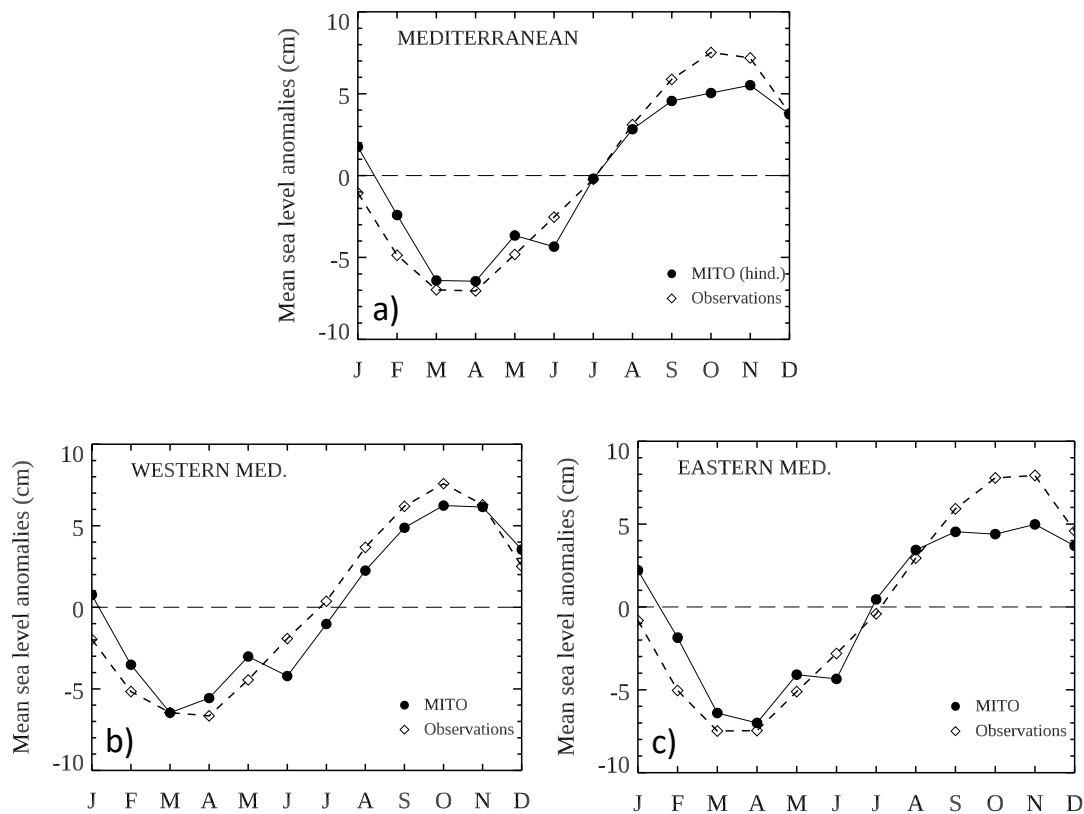 Mean sea level anomalies (cm)
10
5
0
-5
-10
MEDITERRANEAN
MITO (hind.)
Observations
a)
J F M A M J J A S O N D
Mean sea level anomalies (cm)
10
5
0
-5
-10
WESTERN MED.
MITO
Observations
b)
J F M A M J J A S O N D
Mean sea level anomalies (cm)
10
5
0
-5
-10
EASTERN MED.
MITO
Observations
c)
J F M A M J J A S O N D